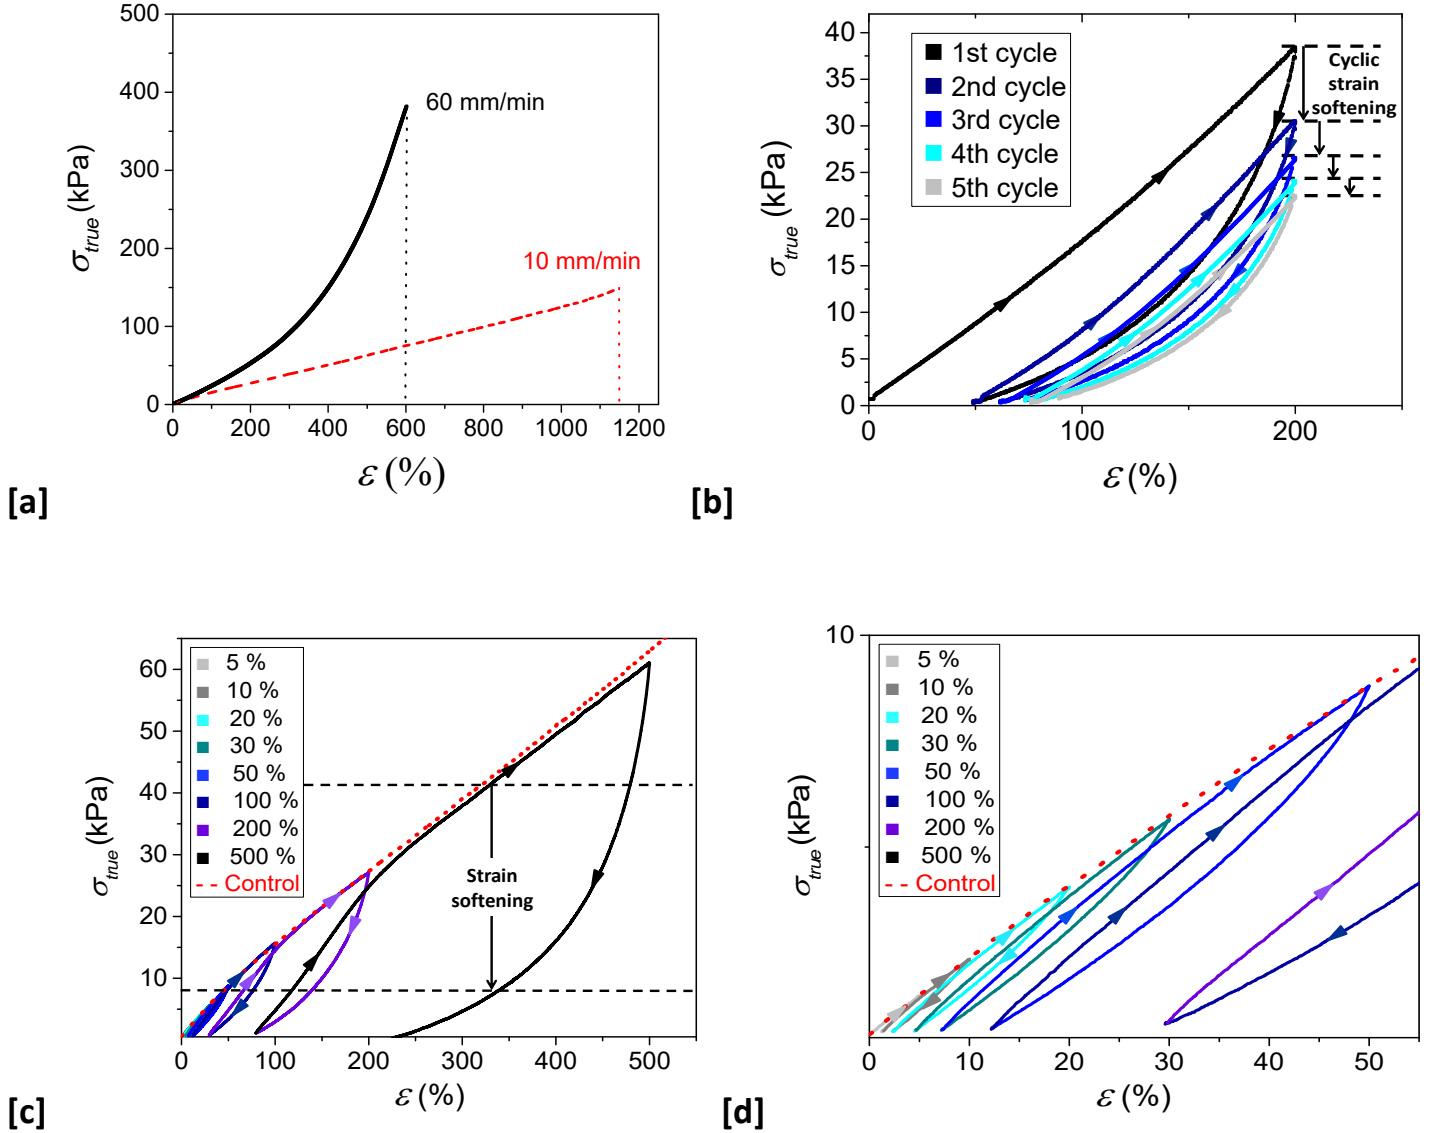 500
400
300
200
100
0
σtrue (kPa)
60 mm/min
10 mm/min
0 200 400 600 800 1000 1200
ε (%)
[a]
40
35
30
25
20
15
10
5
0
σtrue (kPa)
1st cycle
2nd cycle
3rd cycle
4th cycle
5th cycle
Cyclic
strain
softening
0 100 200
ε (%)
[b]
60
50
40
30
20
10
σtrue (kPa)
5 %
10 %
20 %
30 %
50 %
100 %
200 %
500 %
Control
Strain
softening
0 100 200 300 400 500
ε (%)
[c]
10
σtrue (kPa)
5 %
10 %
20 %
30 %
50 %
100 %
200 %
500 %
Control
0 10 20 30 40 50
ε (%)
[d]